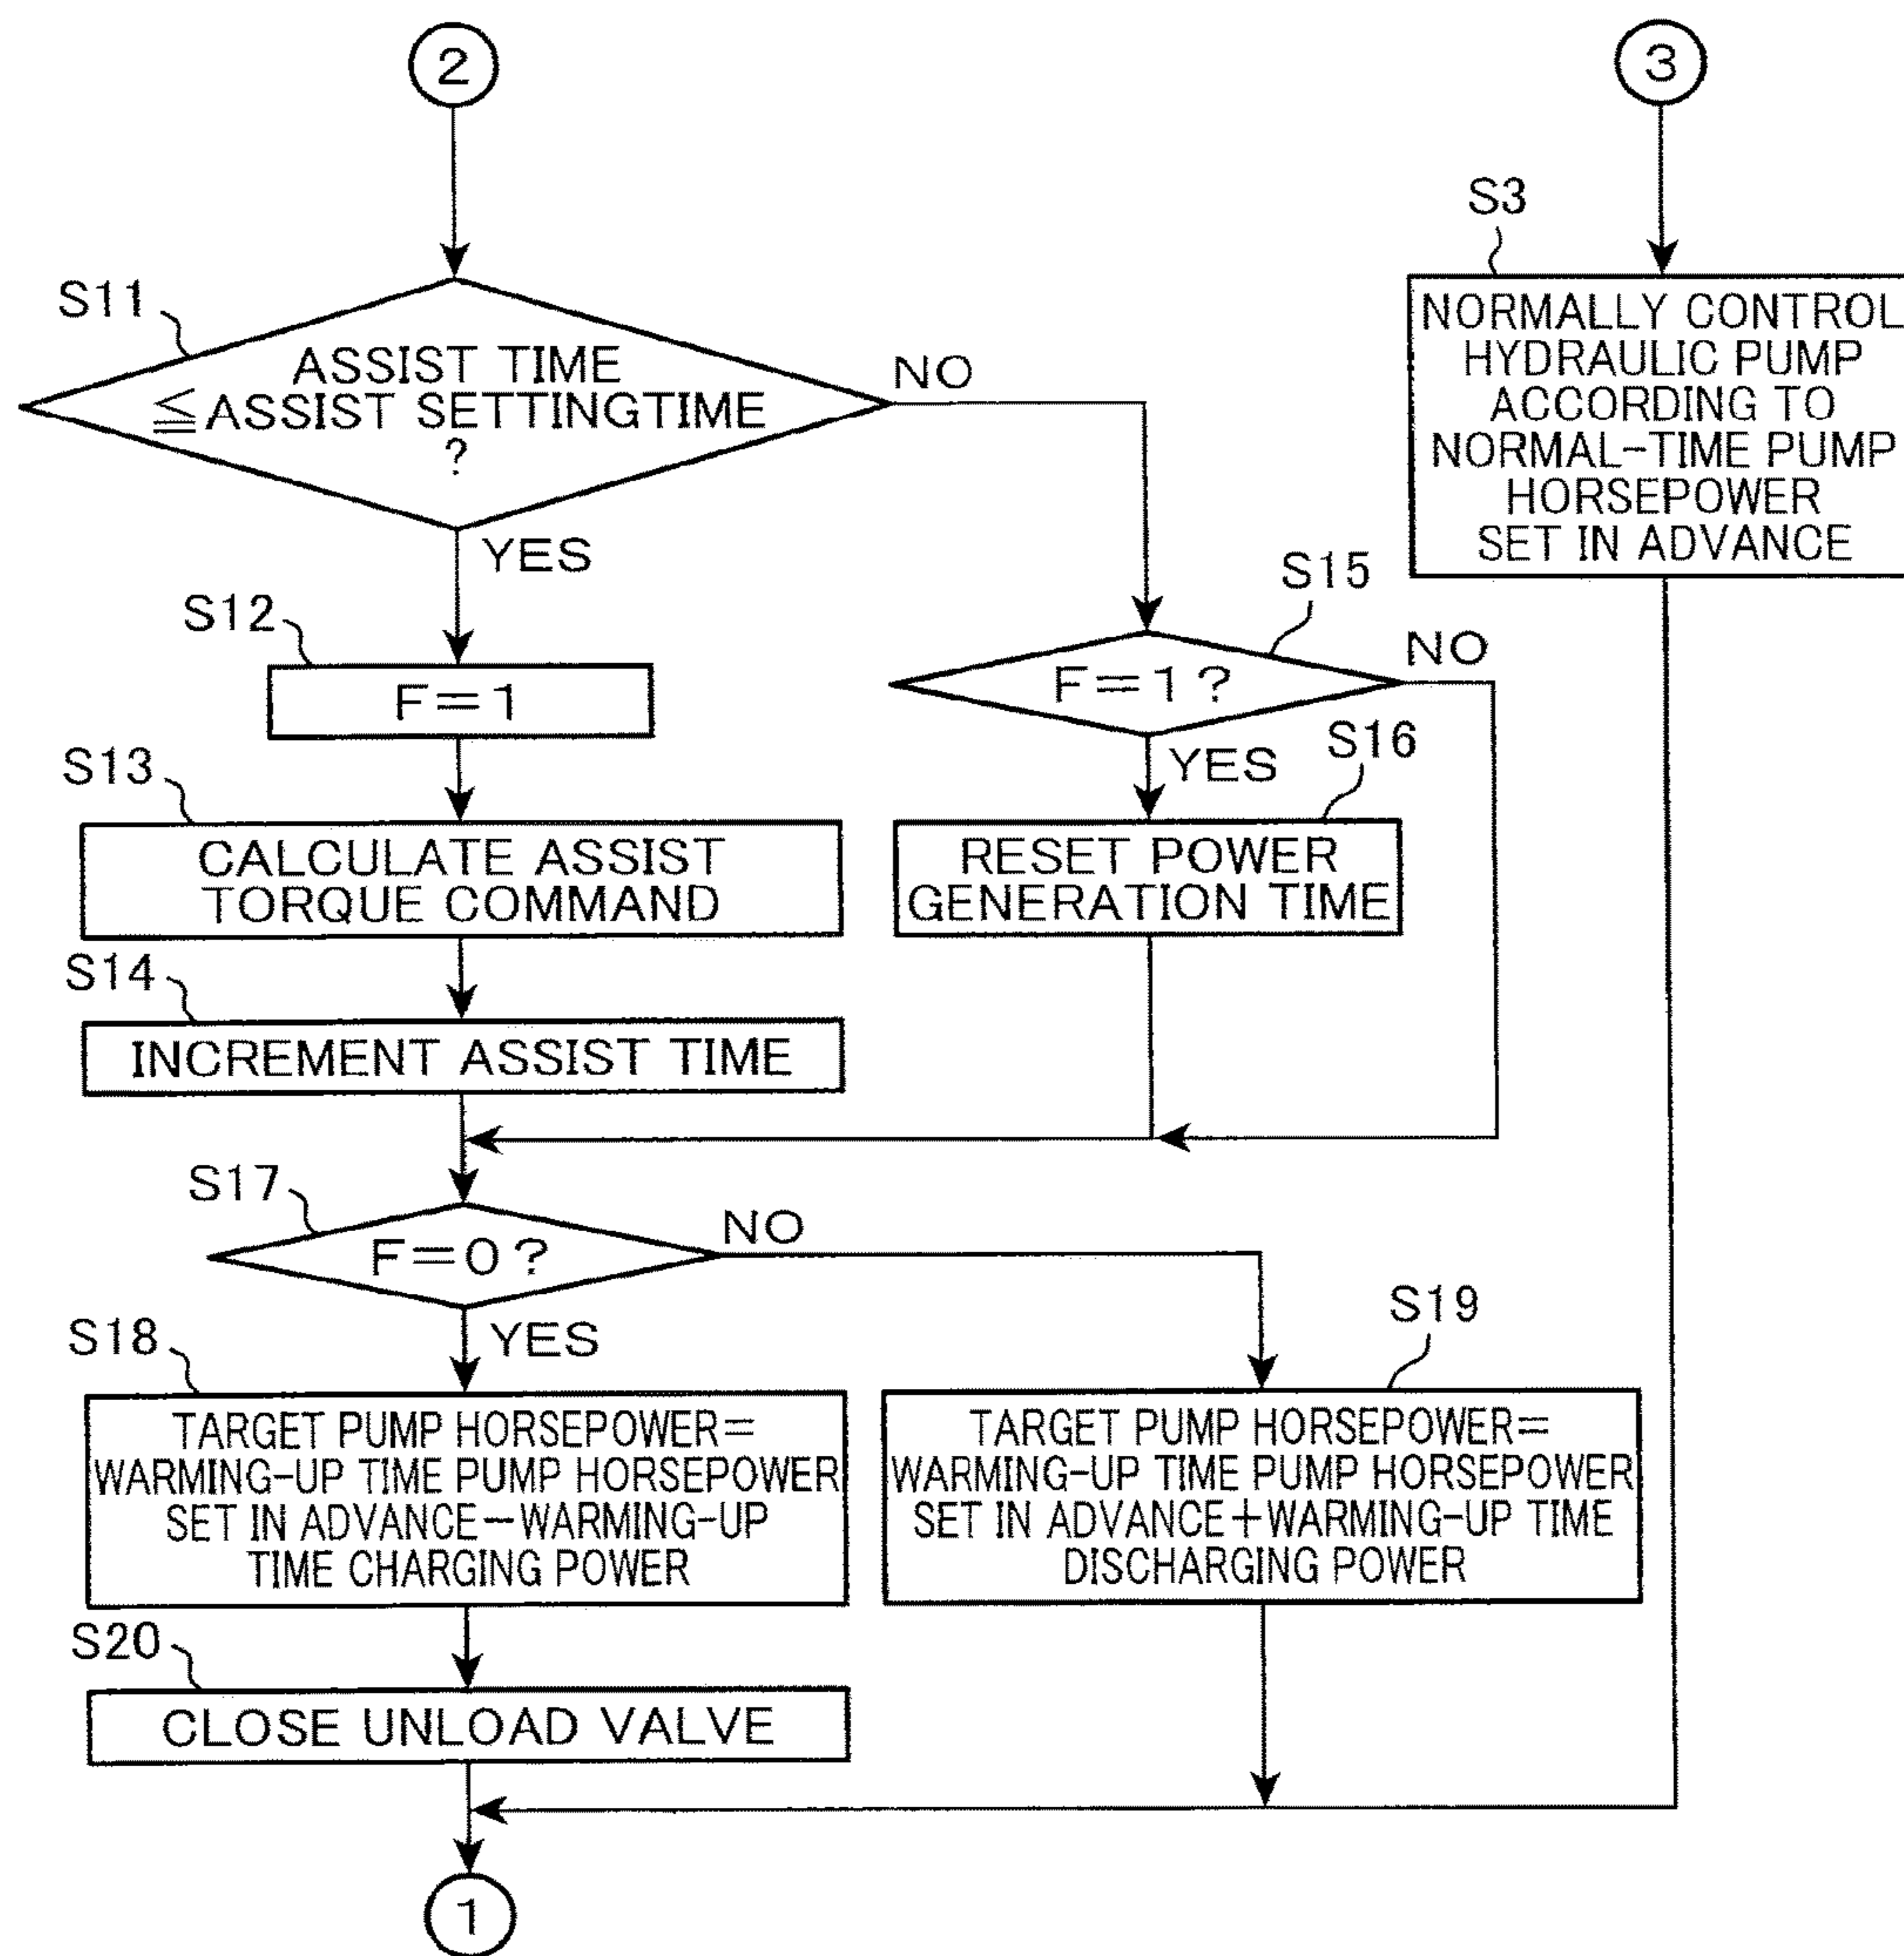 2
3
S3
NORMALLY CONTROL
HYDRAULIC PUMP
ACCORDING TO
NORMAL-TIME PUMP
HORSEPOWER
SET IN ADVANCE
S11
ASSIST TIME
≦ASSIST SETTINGTIME
?
NO
YES
S12
F=1
S15
F=1?
NO
YES
S13
CALCULATE ASSIST
TORQUE COMMAND
S16
RESET POWER
GENERATION TIME
S14
INCREMENT ASSIST TIME
S17
F=0?
NO
YES
S18
TARGET PUMP HORSEPOWER=
WARMING-UP TIME PUMP HORSEPOWER
SET IN ADVANCE-WARMING-UP
TIME CHARGING POWER
S19
TARGET PUMP HORSEPOWER=
WARMING-UP TIME PUMP HORSEPOWER
SET IN ADVANCE+WARMING-UP TIME
DISCHARGING POWER
S20
CLOSE UNLOAD VALVE
1